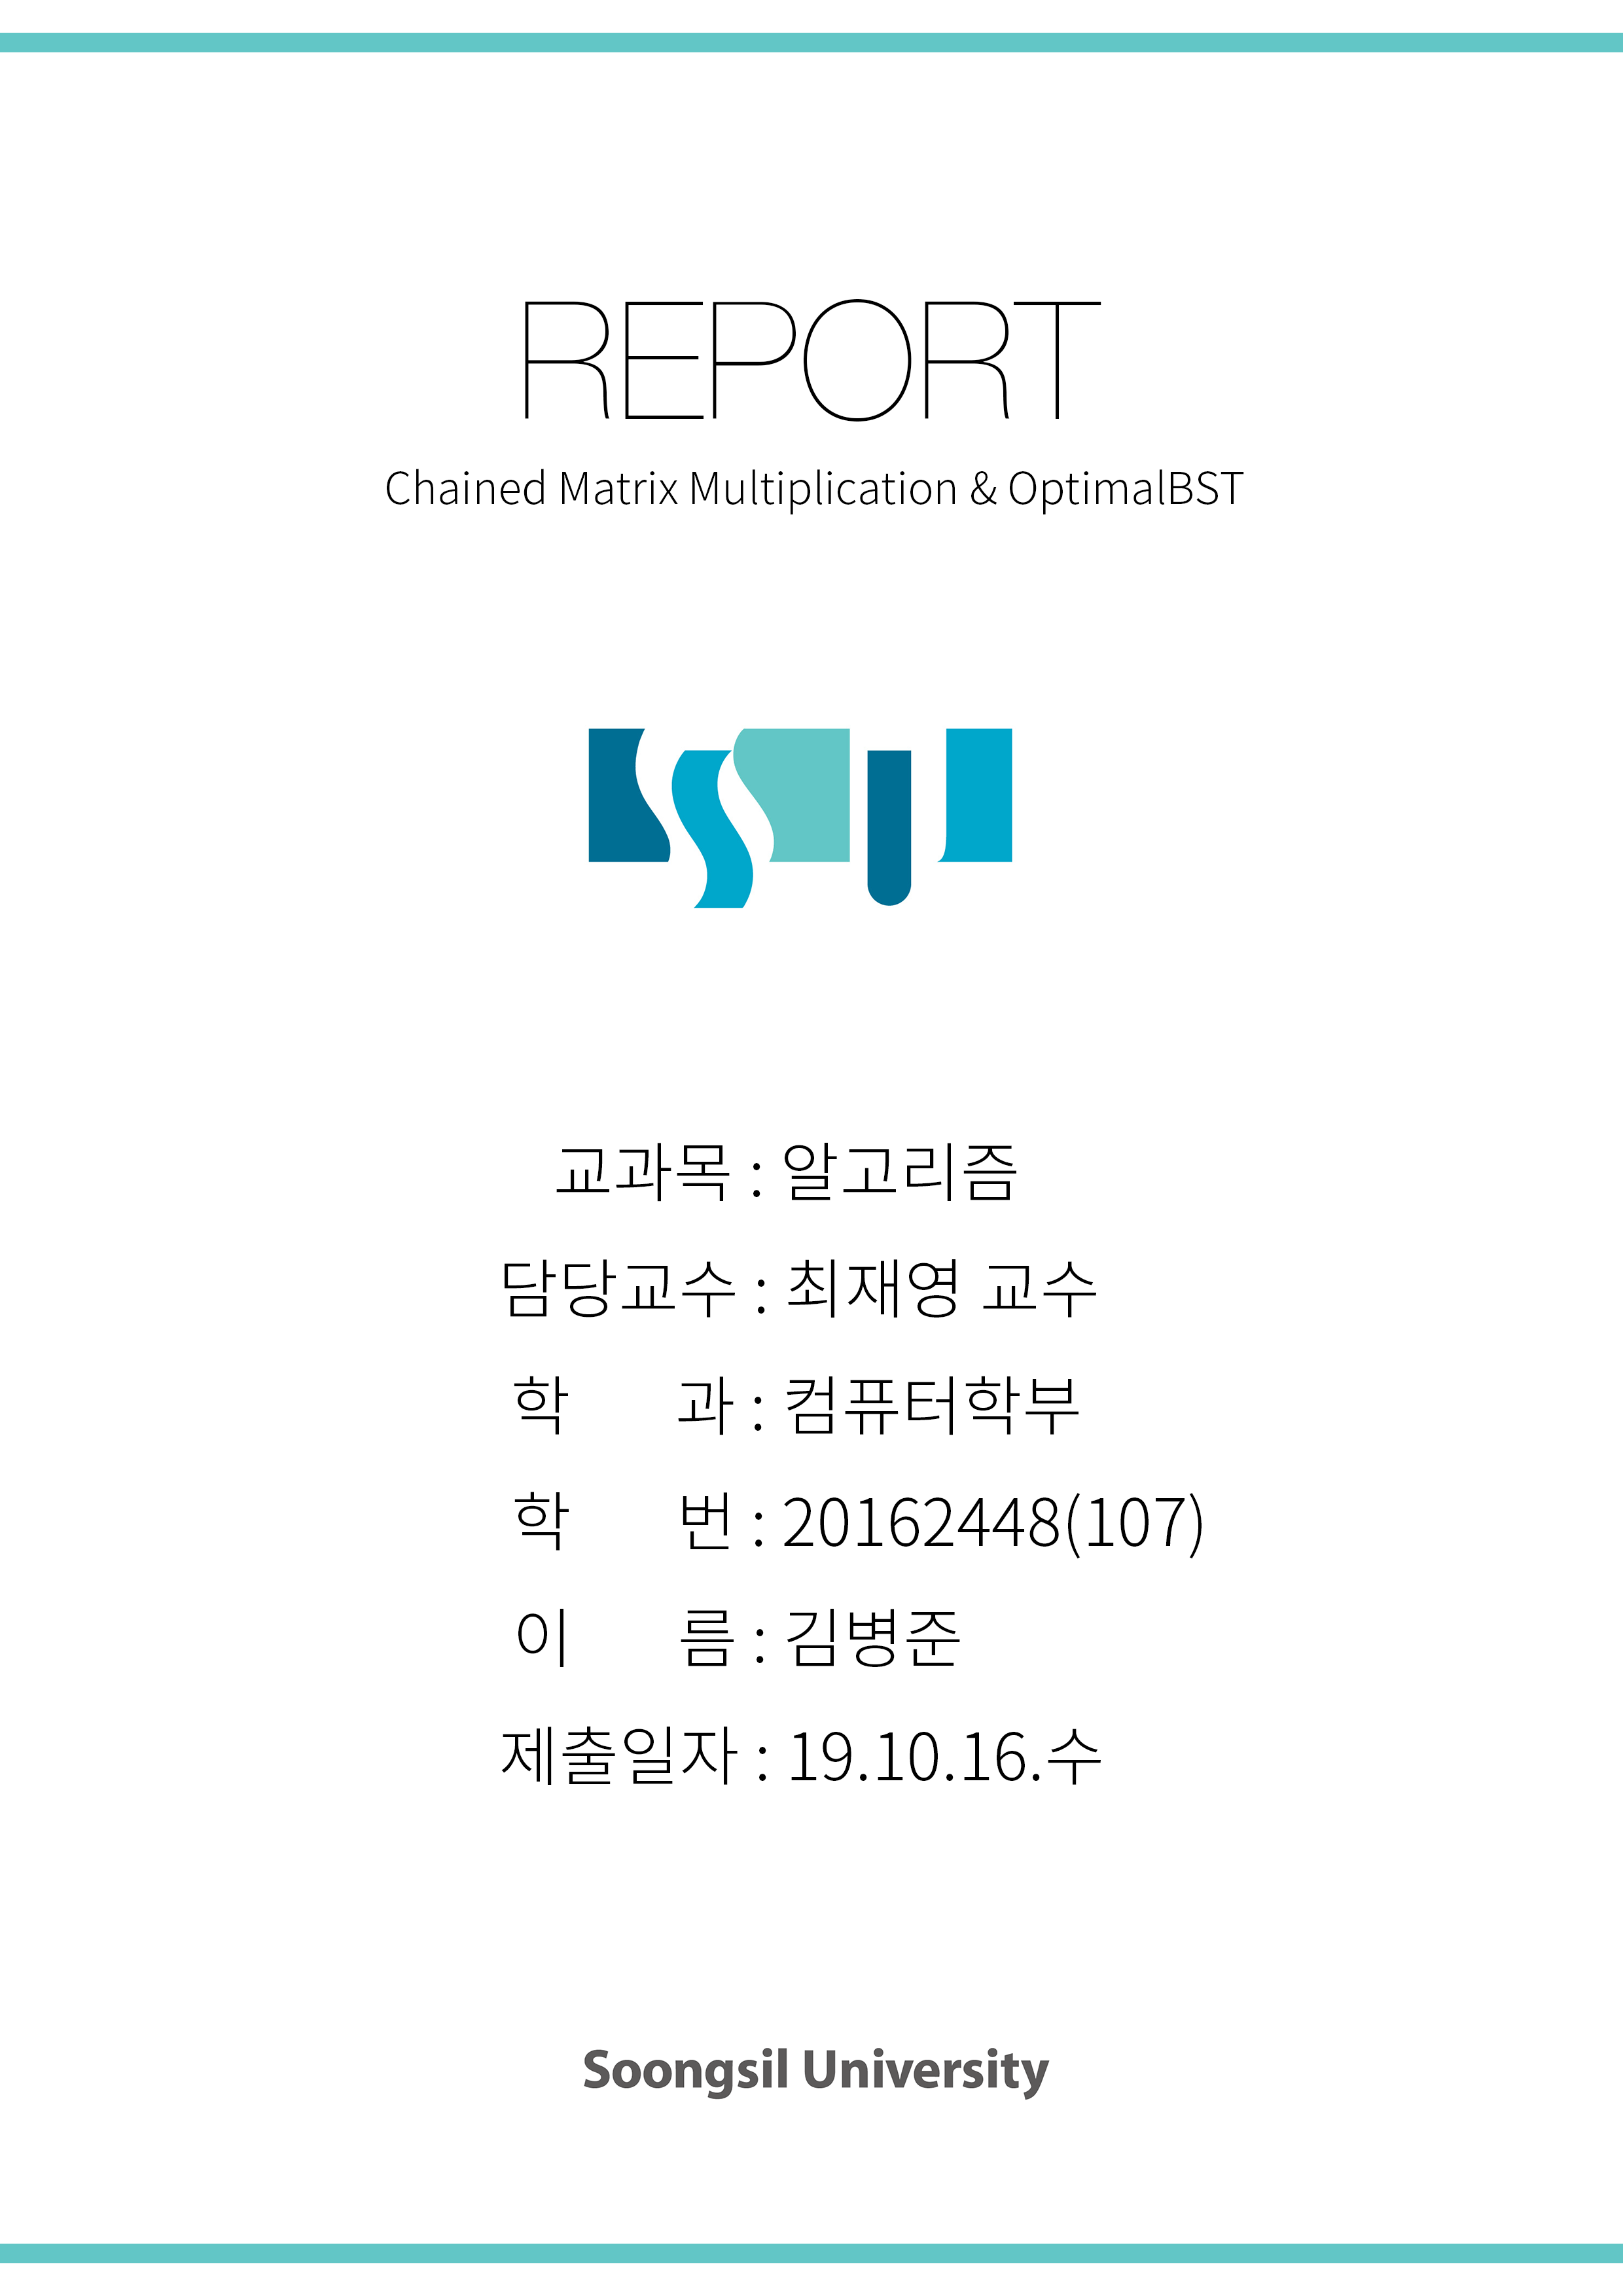 REPORT
Chained Matrix Multiplication & OptimalBST
SSU
교과목 : 알고리즘
담당교수 : 최재영 교수
학 과 : 컴퓨터학부
학 번 : 20162448(107)
이 름 : 김병준
제출일자 : 19.10.16.수
Soongsil University